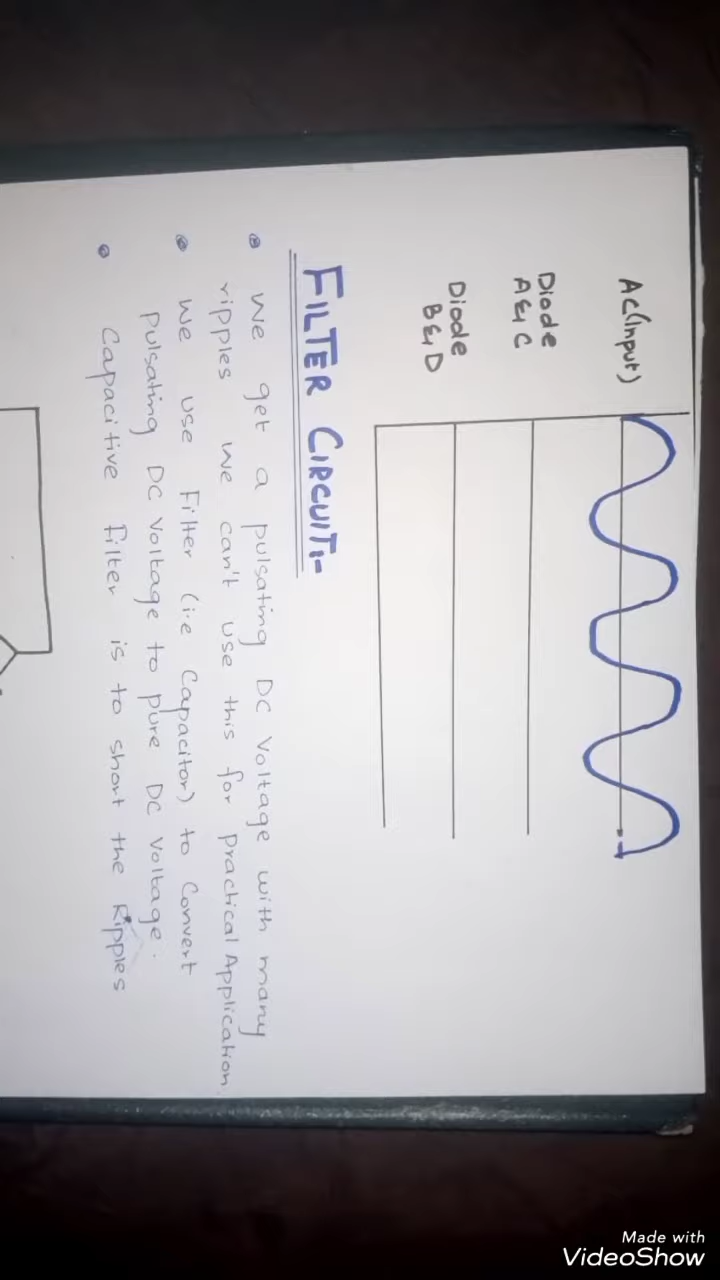 AC(Input)
Diode
A & C
Diode
B & D
FILTER CIRCUIT:-
• We get a pulsating DC Voltage with many
ripples we can't use this for Practical Application.
• We use Filter (i.e Capacitor) to Convert
Pulsating DC Voltage to pure DC Voltage.
• Capacitive Filter is to short the Ripples
Made with
VideoShow